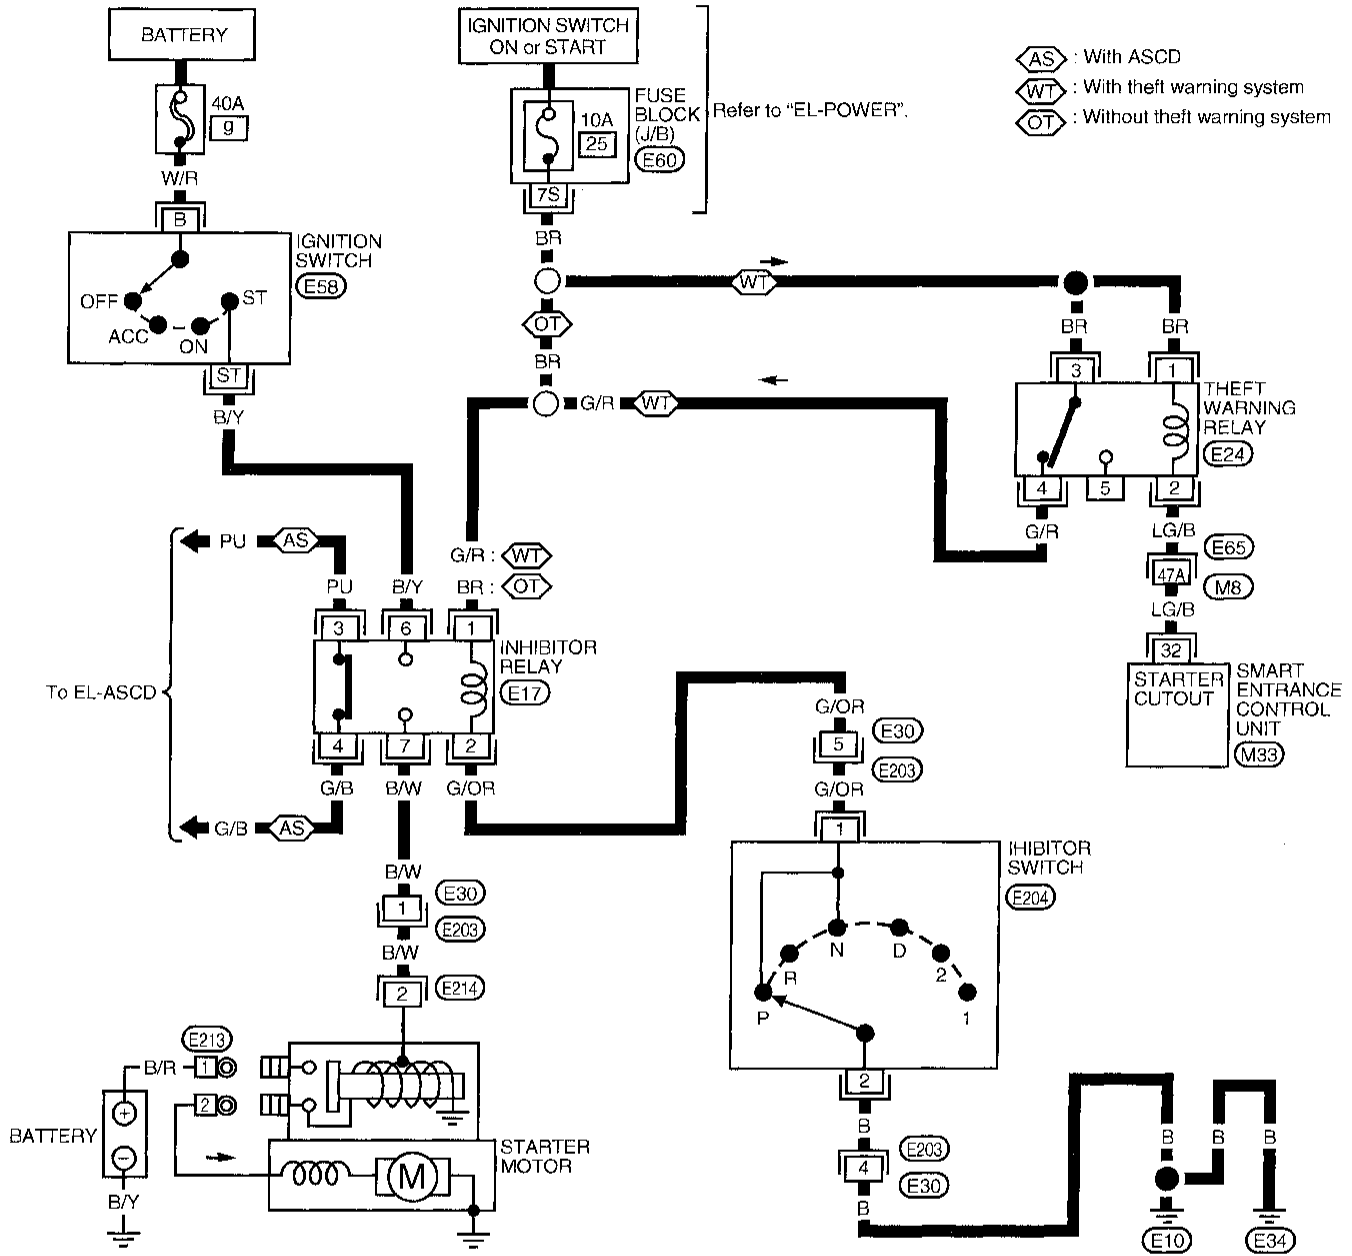 BATTERY
40A
g
W/R
B
IGNITION
SWITCH
E58
OFF
ST
ACC
ON
ST
B/Y
IGNITION SWITCH
ON or START
FUSE
BLOCK
(J/B)
E60
10A
25
7S
Refer to "EL-POWER".
AS : With ASCD
WT : With theft warning system
OT : Without theft warning system
BR
WT
OT
BR
G/R
WT
BR
BR
3
1
THEFT
WARNING
RELAY
E24
4
5
2
G/R
LG/B
E65
47A
M8
LG/B
32
STARTER
CUTOUT
SMART
ENTRANCE
CONTROL
UNIT
M33
PU
AS
G/R : WT
PU
B/Y
BR : OT
3
6
1
INHIBITOR
RELAY
E17
To EL-ASCD
4
7
2
G/B
B/W
G/OR
G/B
AS
G/OR
5
E30
E203
G/OR
1
IHIBITOR
SWITCH
E204
P
R
N
D
2
1
2
B
4
E203
E30
B
B
B
B
E10
E34
B/W
1
E30
E203
B/W
2
E214
E213
B/R
1
2
BATTERY
+
−
B/Y
STARTER
MOTOR
M